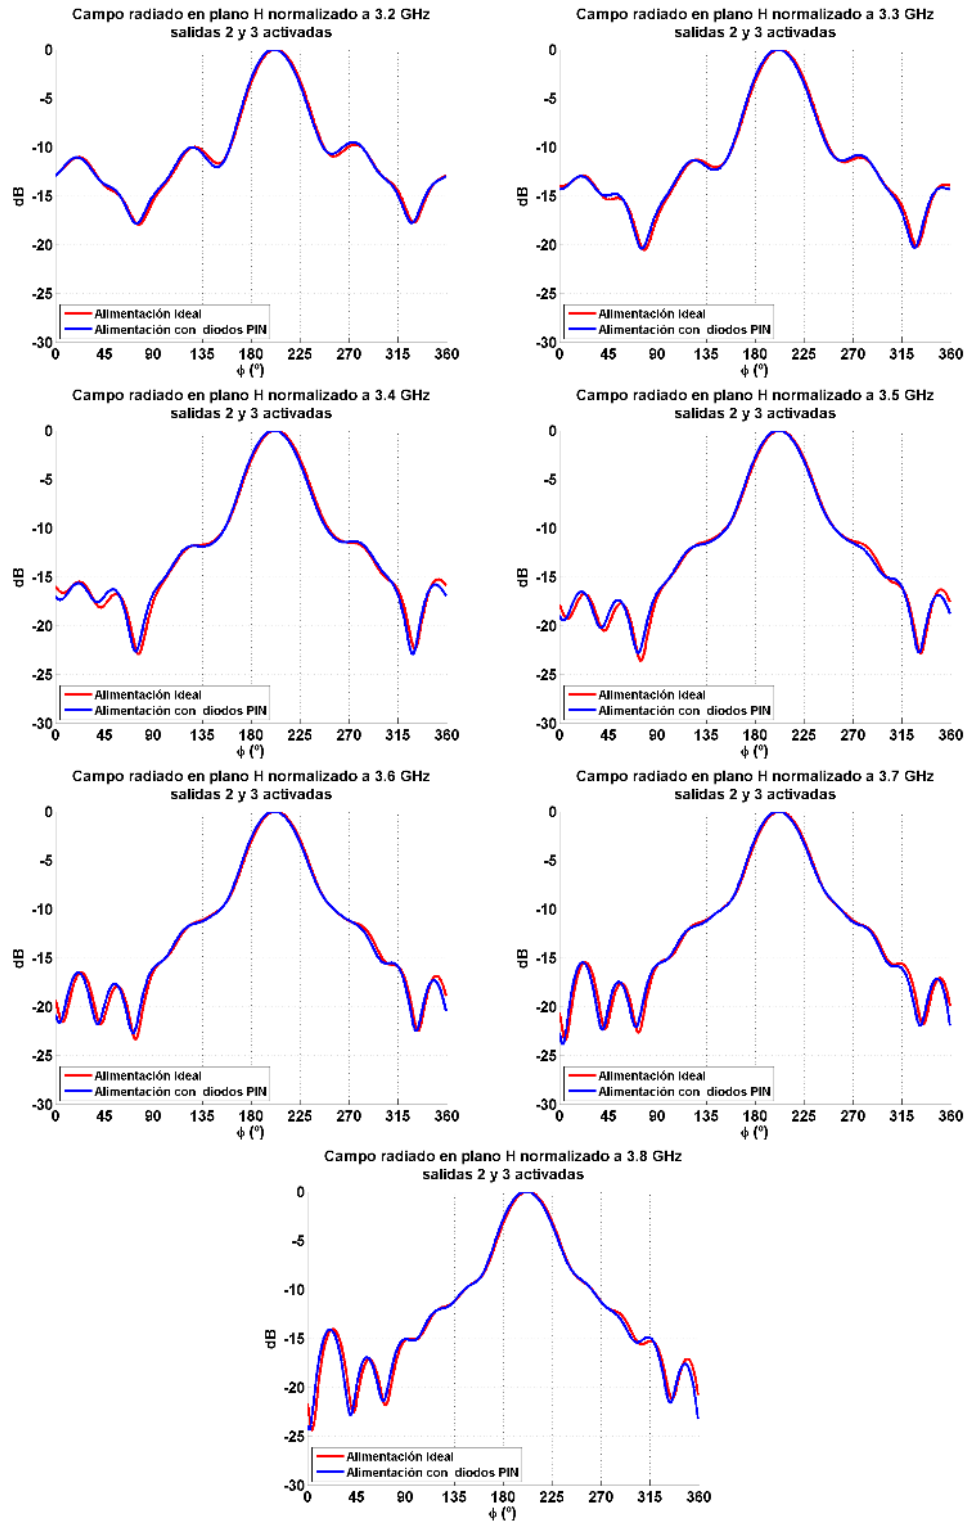 Campo radiado en plano H normalizado a 3.2 GHz
salidas 2 y 3 activadas
0
-5
-10
-15
-20
-25
-30
dB
Alimentación Ideal
Alimentación con diodos PIN
0 45 90 135 180 225 270 315 360
ϕ (º)
Campo radiado en plano H normalizado a 3.3 GHz
salidas 2 y 3 activadas
0
-5
-10
-15
-20
-25
-30
dB
Alimentación Ideal
Alimentación con diodos PIN
0 45 90 135 180 225 270 315 360
ϕ (º)
Campo radiado en plano H normalizado a 3.4 GHz
salidas 2 y 3 activadas
0
-5
-10
-15
-20
-25
-30
dB
Alimentación Ideal
Alimentación con diodos PIN
0 45 90 135 180 225 270 315 360
ϕ (º)
Campo radiado en plano H normalizado a 3.5 GHz
salidas 2 y 3 activadas
0
-5
-10
-15
-20
-25
-30
dB
Alimentación Ideal
Alimentación con diodos PIN
0 45 90 135 180 225 270 315 360
ϕ (º)
Campo radiado en plano H normalizado a 3.6 GHz
salidas 2 y 3 activadas
0
-5
-10
-15
-20
-25
-30
dB
Alimentación Ideal
Alimentación con diodos PIN
0 45 90 135 180 225 270 315 360
ϕ (º)
Campo radiado en plano H normalizado a 3.7 GHz
salidas 2 y 3 activadas
0
-5
-10
-15
-20
-25
-30
dB
Alimentación Ideal
Alimentación con diodos PIN
0 45 90 135 180 225 270 315 360
ϕ (º)
Campo radiado en plano H normalizado a 3.8 GHz
salidas 2 y 3 activadas
0
-5
-10
-15
-20
-25
-30
dB
Alimentación Ideal
Alimentación con diodos PIN
0 45 90 135 180 225 270 315 360
ϕ (º)